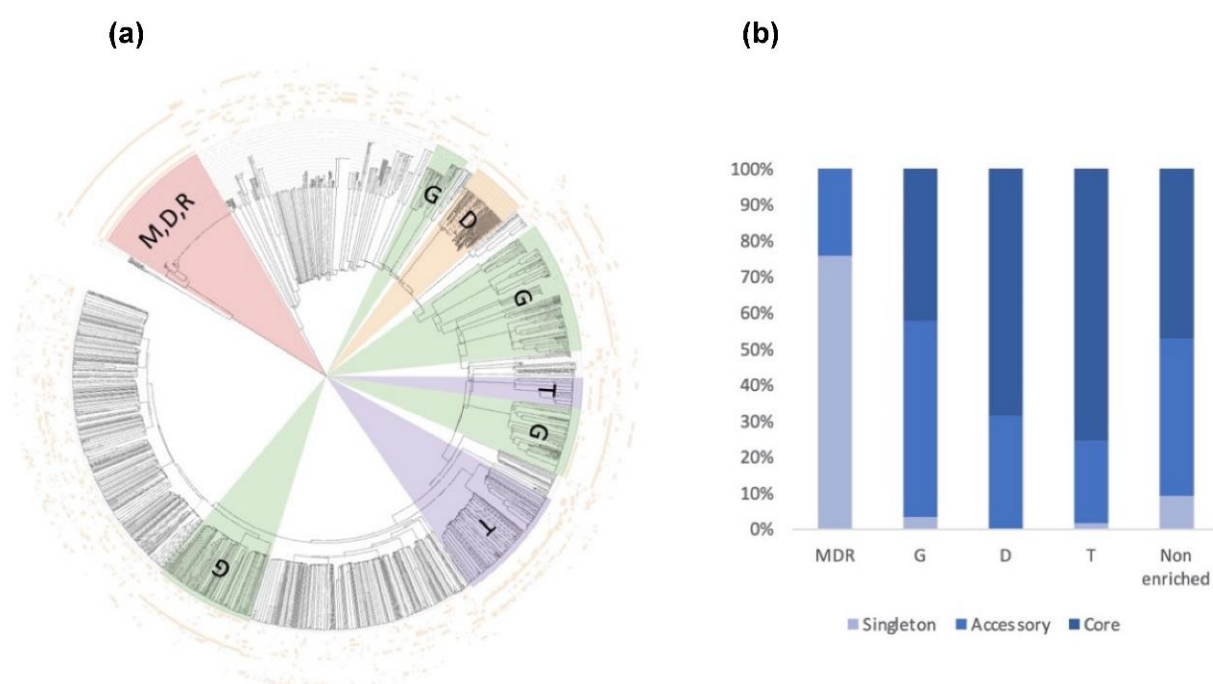 (a)
(b)
M,D,R
G
D
G
T
G
T
G
100%
90%
80%
70%
60%
50%
40%
30%
20%
10%
0%
MDR G D T Non enriched
Singleton Accessory Core